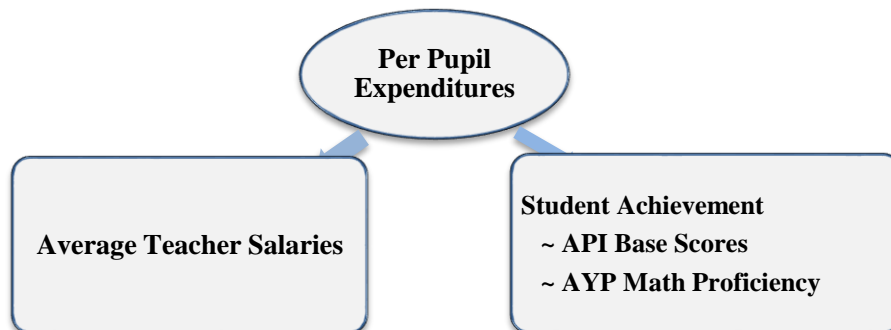 Per Pupil
Expenditures
Average Teacher Salaries
Student Achievement
~ API Base Scores
~ AYP Math Proficiency